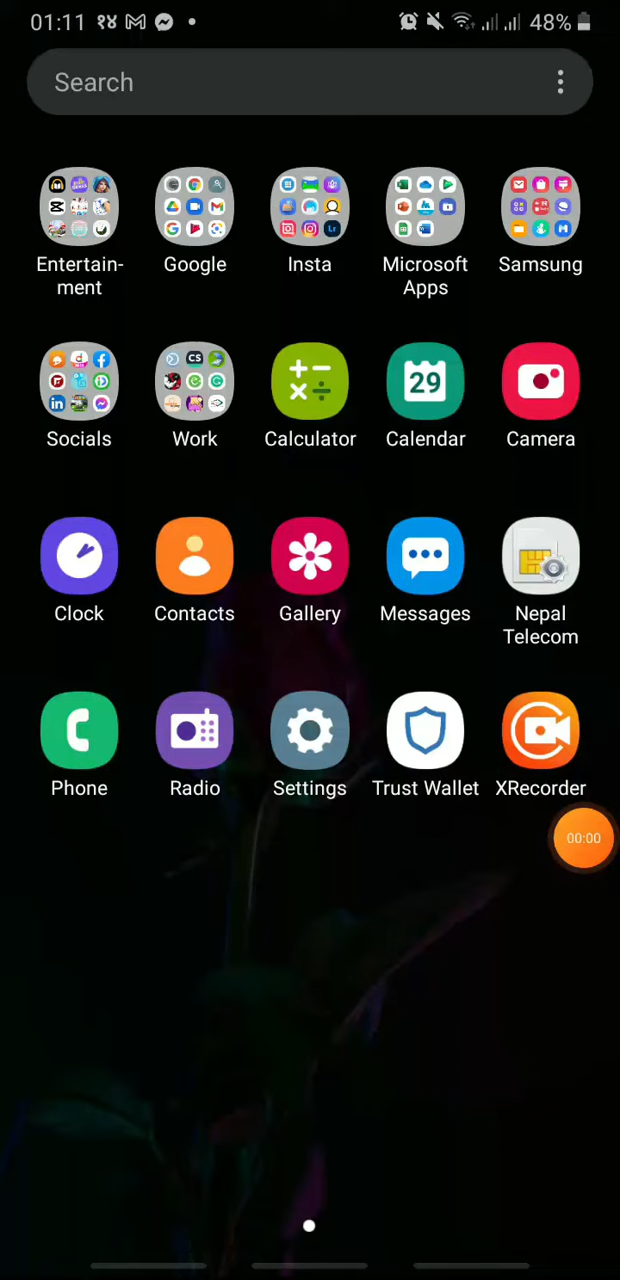 01:11 १४ 48%
Search
Entertain-
ment
Google
Insta
Microsoft
Apps
Samsung
Socials
Work
Calculator
29
Calendar
Camera
Clock
Contacts
Gallery
Messages
Nepal
Telecom
Phone
Radio
Settings
Trust Wallet
XRecorder
00:00